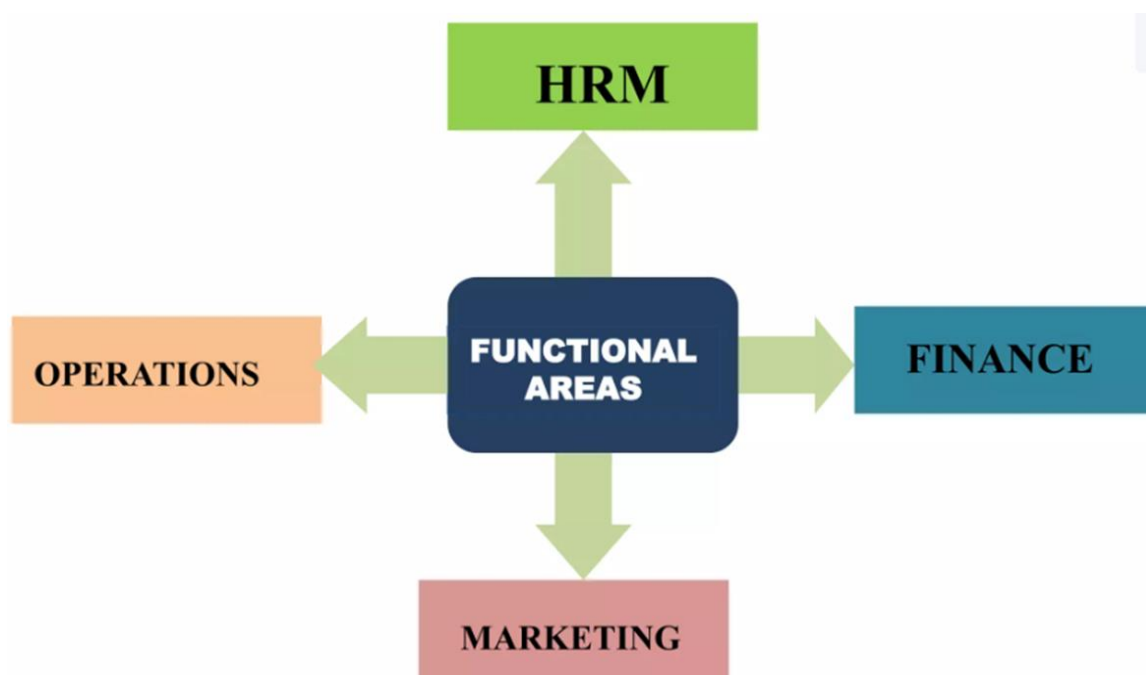 HRM
OPERATIONS
FUNCTIONAL
AREAS
FINANCE
MARKETING